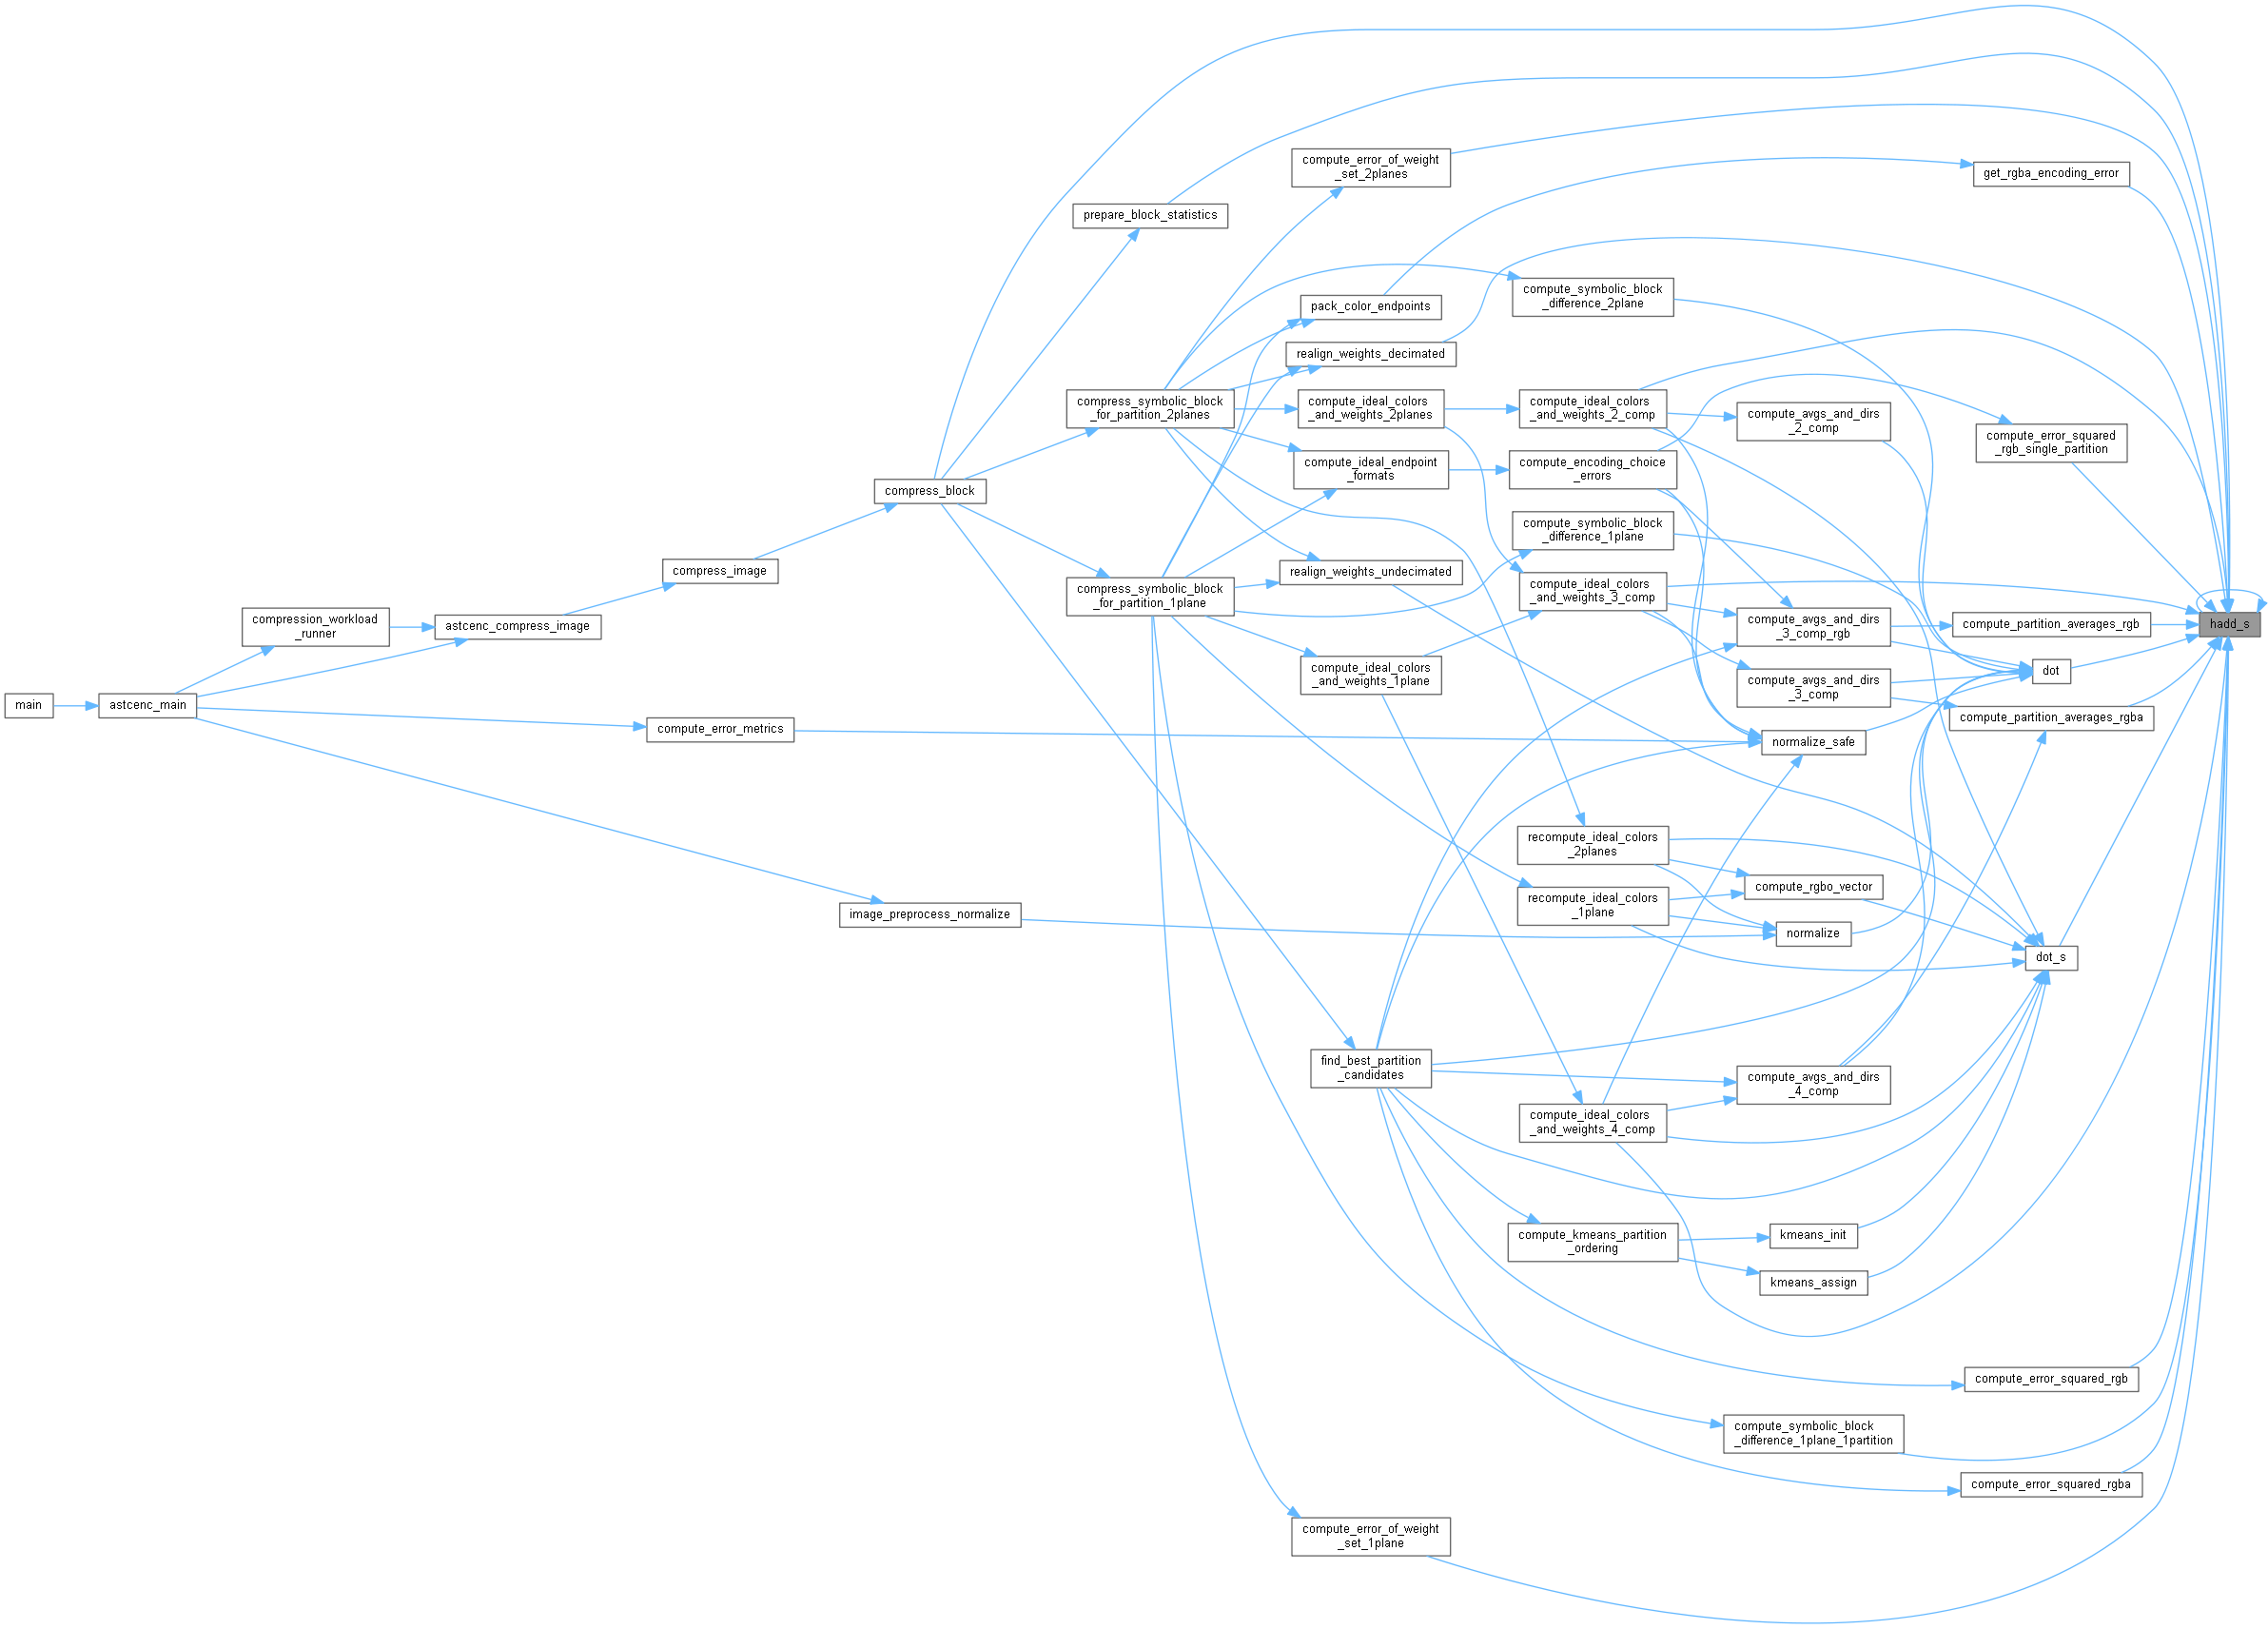 main
astcenc_main
compression_workload
_runner
astcenc_compress_image
compute_error_metrics
compress_image
image_preprocess_normalize
compress_block
prepare_block_statistics
compress_symbolic_block
_for_partition_2planes
compress_symbolic_block
_for_partition_1plane
compute_error_of_weight
_set_2planes
pack_color_endpoints
realign_weights_decimated
compute_ideal_colors
_and_weights_2planes
compute_ideal_endpoint
_formats
realign_weights_undecimated
compute_ideal_colors
_and_weights_1plane
find_best_partition
_candidates
compute_error_of_weight
_set_1plane
compute_symbolic_block
_difference_2plane
compute_ideal_colors
_and_weights_2_comp
compute_encoding_choice
_errors
compute_symbolic_block
_difference_1plane
compute_ideal_colors
_and_weights_3_comp
recompute_ideal_colors
_2planes
recompute_ideal_colors
_1plane
compute_ideal_colors
_and_weights_4_comp
compute_kmeans_partition
_ordering
compute_avgs_and_dirs
_2_comp
compute_avgs_and_dirs
_3_comp_rgb
compute_avgs_and_dirs
_3_comp
normalize_safe
compute_rgbo_vector
normalize
compute_avgs_and_dirs
_4_comp
kmeans_init
kmeans_assign
compute_symbolic_block
_difference_1plane_1partition
get_rgba_encoding_error
compute_error_squared
_rgb_single_partition
compute_partition_averages_rgb
dot
compute_partition_averages_rgba
dot_s
compute_error_squared_rgb
compute_error_squared_rgba
hadd_s